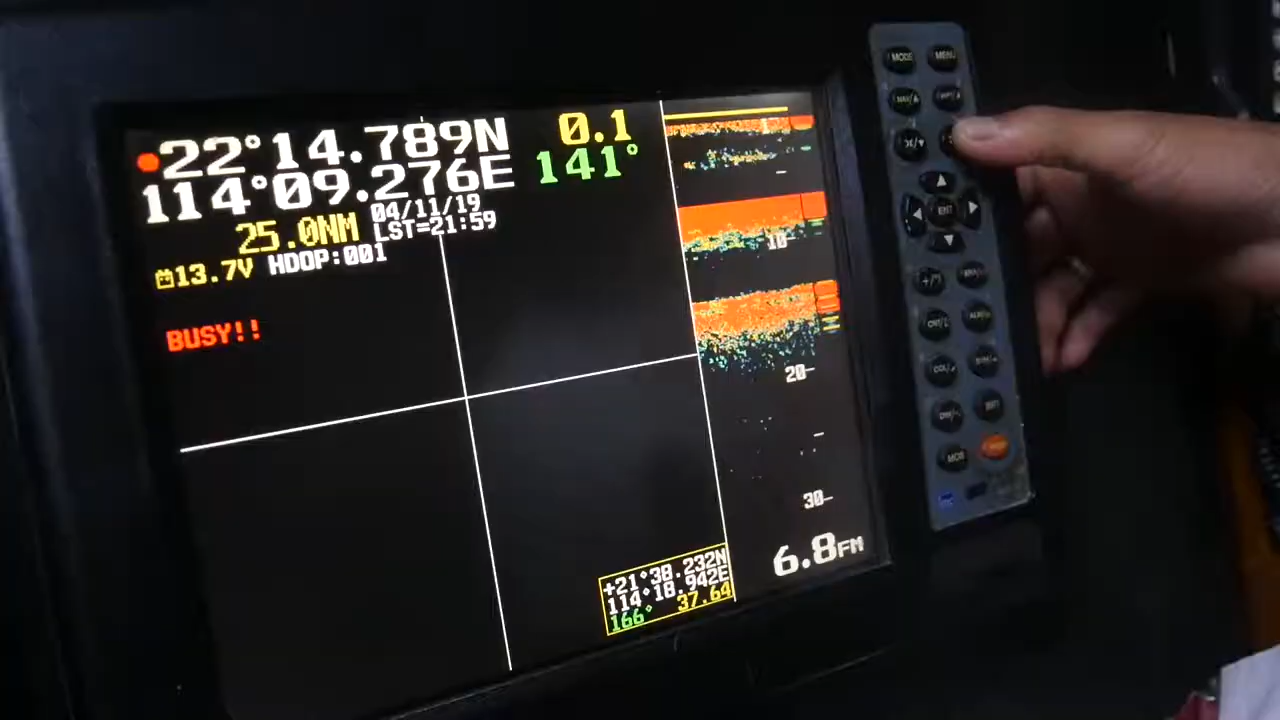 22°14.789N 0.1
114°09.276E 141°
25.0NM 04/11/19
LST=21:59
13.7V HDOP:001
BUSY!!
10
20
30
6.8FM
+21°38.232N
114°18.942E
166° 37.64
MODE MENU
ENT
MOB